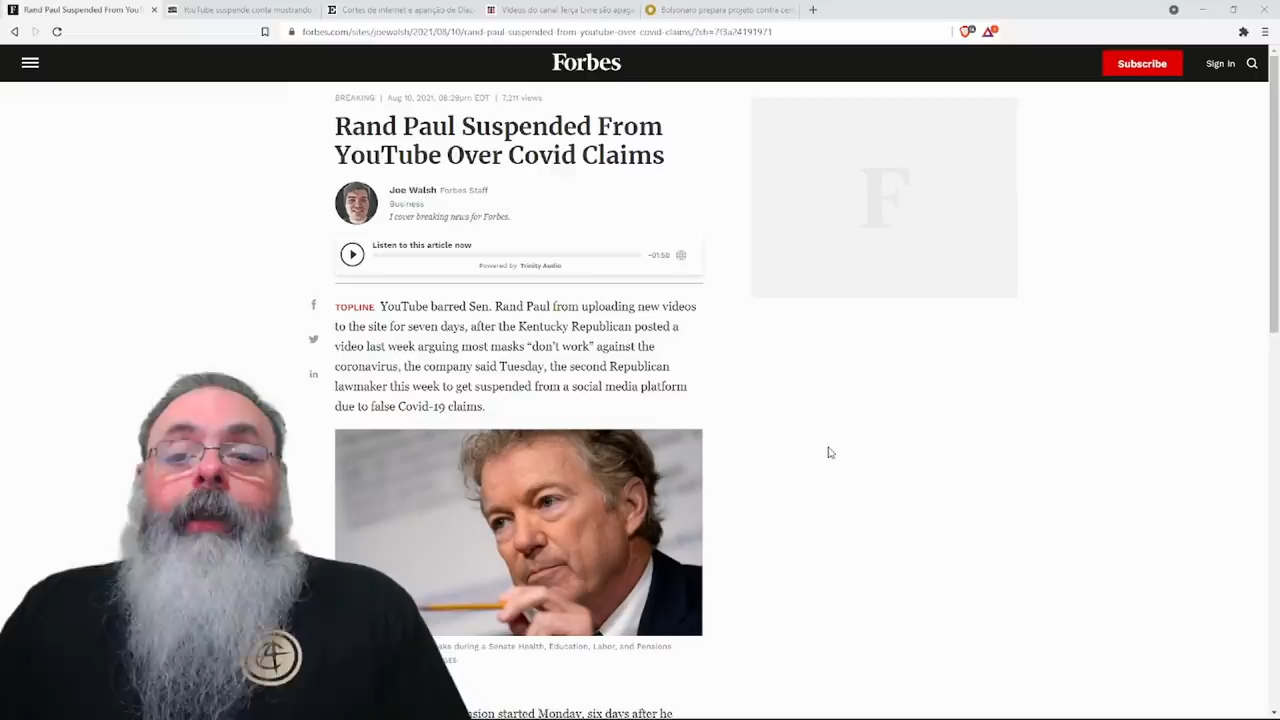 Rand Paul Suspended From You
YouTube suspende conta mostrando
Cortes de internet e aparição de Diaz
Vídeos do canal Terça Livre são apag
Bolsonaro prepara projeto contra cen
forbes.com/sites/joewalsh/2021/08/10/rand-paul-suspended-from-youtube-over-covid-claims/?sh=7f3a24191971
Forbes
Subscribe
Sign In
BREAKING | Aug 10, 2021, 08:29pm EDT | 7,211 views
Rand Paul Suspended From
YouTube Over Covid Claims
Joe Walsh Forbes Staff
Business
I cover breaking news for Forbes.
Listen to this article now
-01:58
Powered by Trinity Audio
TOPLINE YouTube barred Sen. Rand Paul from uploading new videos
to the site for seven days, after the Kentucky Republican posted a
video last week arguing most masks “don’t work” against the
coronavirus, the company said Tuesday, the second Republican
lawmaker this week to get suspended from a social media platform
due to false Covid-19 claims.
F
aks during a Senate Health, Education, Labor, and Pensions
sion started Monday, six days after he